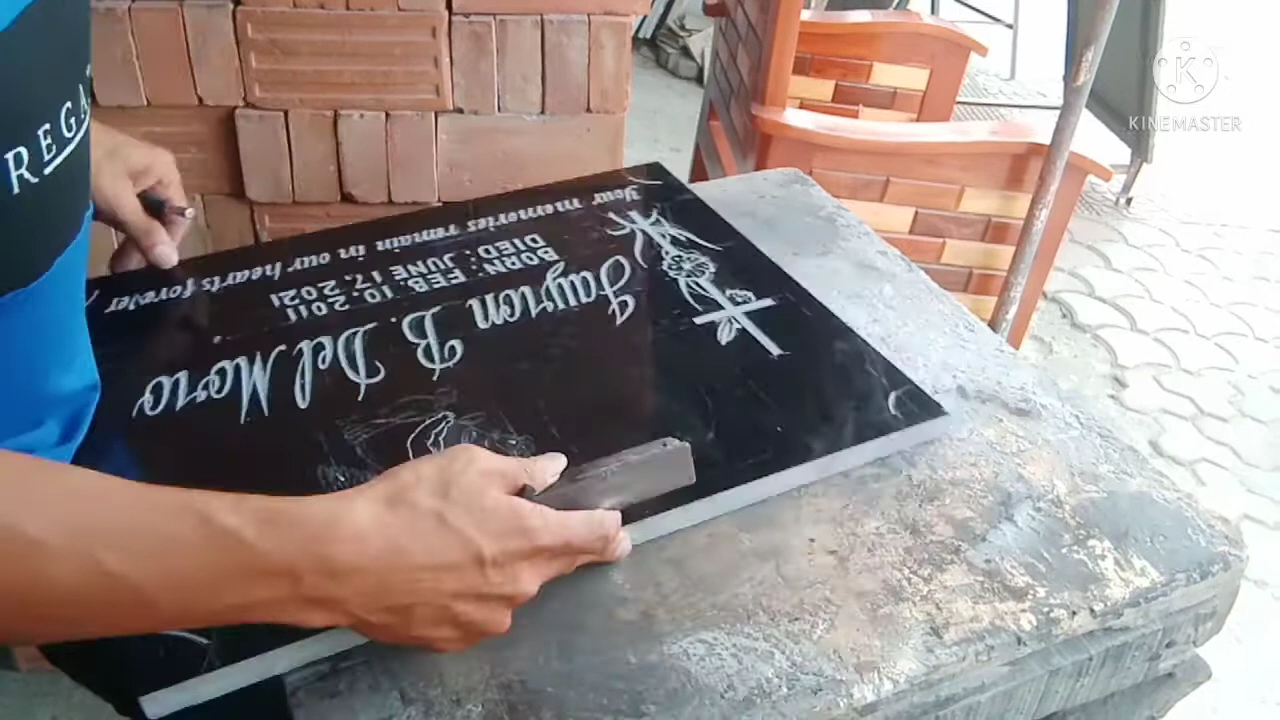 Jayron B. Del Moro
BORN: FEB. 10, 2011
DIED: JUNE 17, 2021
Your memories remain in our hearts forever
REGA
KINEMASTER